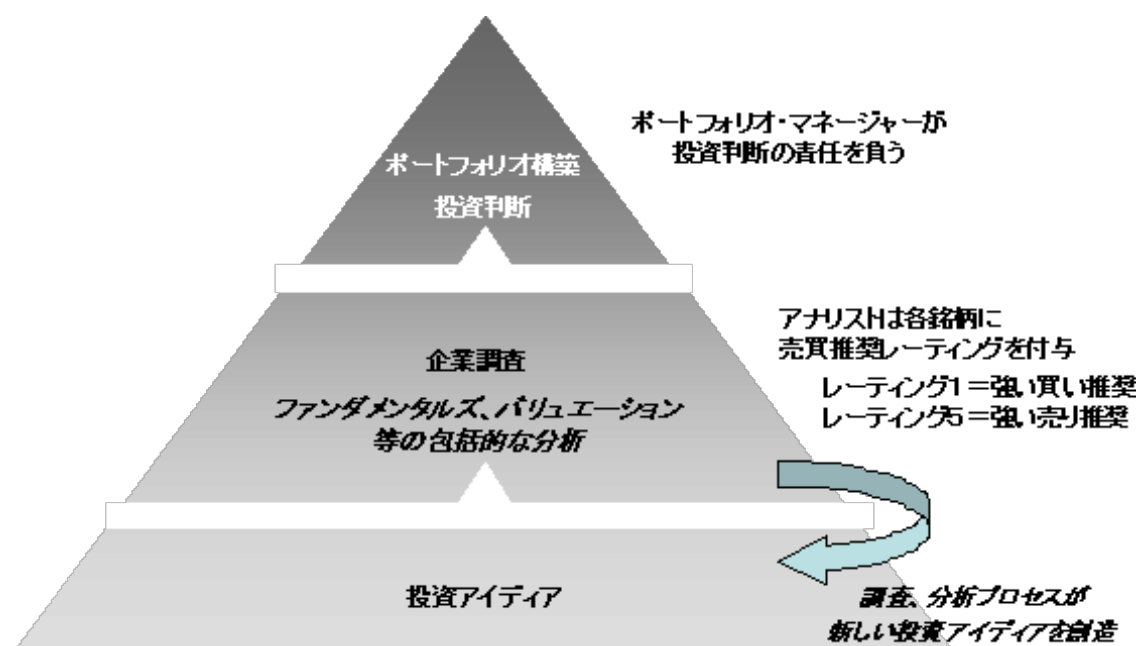 ポートフォリオ・マネージャーが
投資判断の責任を負う
ポートフォリオ構築
投資判断
アナリストは各銘柄に
売買推奨レーティングを付与
レーティング1=強い買い推奨
レーティング5=強い売り推奨
企業調査
ファンダメンタルズ、バリュエーション
等の包括的な分析
投資アイディア
調査、分析プロセスが
新しい投資アイディアを創造